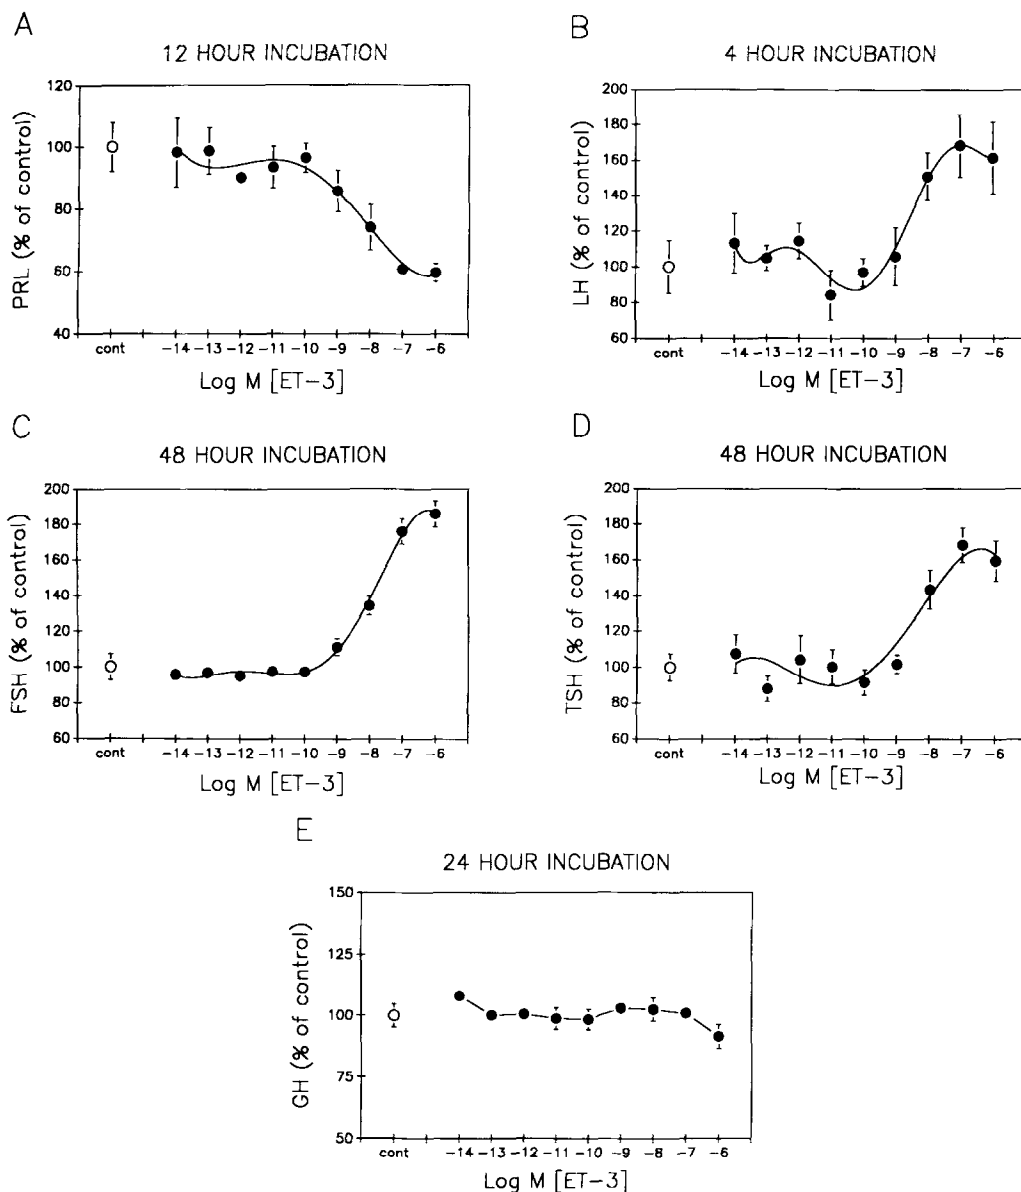 A
12 HOUR INCUBATION
PRL (% of control)
120
100
80
60
40
cont -14 -13 -12 -11 -10 -9 -8 -7 -6
Log M [ET-3]
B
4 HOUR INCUBATION
LH (% of control)
200
180
160
140
120
100
80
60
cont -14 -13 -12 -11 -10 -9 -8 -7 -6
Log M [ET-3]
C
48 HOUR INCUBATION
FSH (% of control)
200
180
160
140
120
100
80
60
cont -14 -13 -12 -11 -10 -9 -8 -7 -6
Log M [ET-3]
D
48 HOUR INCUBATION
TSH (% of control)
200
180
160
140
120
100
80
60
cont -14 -13 -12 -11 -10 -9 -8 -7 -6
Log M [ET-3]
E
24 HOUR INCUBATION
GH (% of control)
150
125
100
75
50
cont -14 -13 -12 -11 -10 -9 -8 -7 -6
Log M [ET-3]